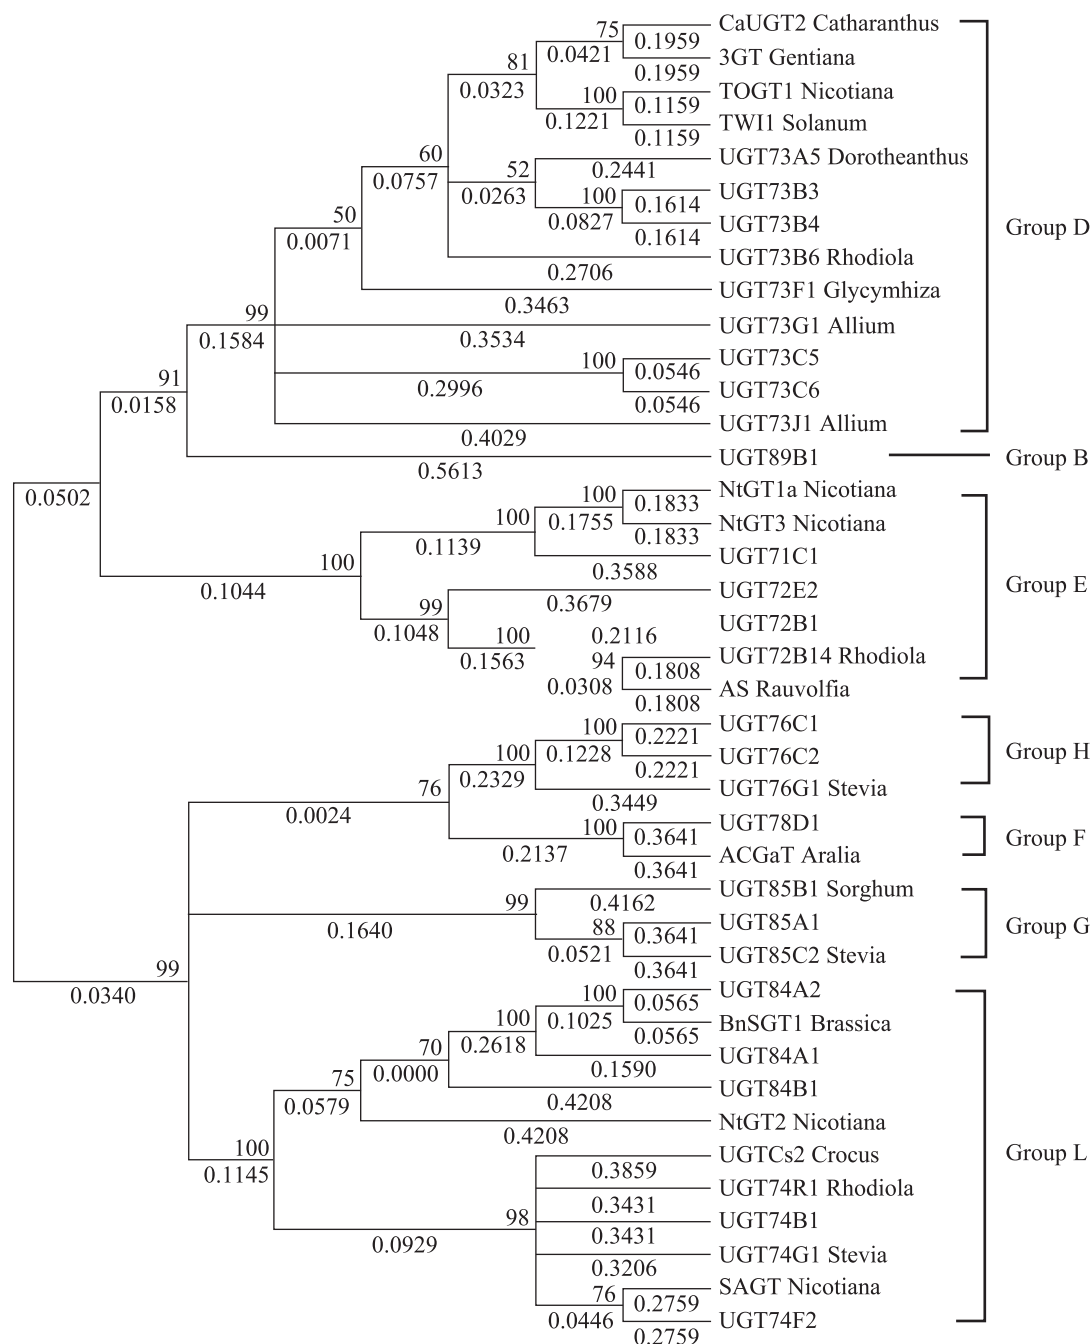 CaUGT2 Catharanthus
75
0.1959
0.0421
81
3GT Gentiana
0.1959
0.0323
TOGT1 Nicotiana
100
0.1159
0.1221
TWI1 Solanum
0.1159
60
UGT73A5 Dorotheanthus
52
0.2441
0.0757
0.0263
UGT73B3
100
0.1614
0.0827
UGT73B4
0.1614
50
Group D
0.0071
UGT73B6 Rhodiola
0.2706
UGT73F1 Glycymhiza
0.3463
99
UGT73G1 Allium
0.1584
0.3534
UGT73C5
100
0.0546
91
0.2996
UGT73C6
0.0158
0.0546
UGT73J1 Allium
0.4029
UGT89B1
Group B
0.5613
0.0502
NtGT1a Nicotiana
100
0.1833
100
0.1755
NtGT3 Nicotiana
0.1833
0.1139
UGT71C1
100
0.3588
Group E
0.1044
UGT72E2
99
0.3679
0.1048
UGT72B1
100
0.2116
0.1563
UGT72B14 Rhodiola
94
0.1808
0.0308
AS Rauvolfia
0.1808
UGT76C1
100
0.2221
100
0.1228
UGT76C2
Group H
0.2329
0.2221
76
UGT76G1 Stevia
0.0024
0.3449
UGT78D1
100
0.3641
Group F
0.2137
ACGaT Aralia
0.3641
UGT85B1 Sorghum
99
0.4162
0.1640
UGT85A1
88
0.3641
Group G
0.0521
UGT85C2 Stevia
0.3641
99
0.0340
UGT84A2
100
0.0565
100
0.1025
BnSGT1 Brassica
0.0565
70
0.2618
UGT84A1
0.1590
75
0.0000
UGT84B1
0.0579
0.4208
NtGT2 Nicotiana
0.4208
100
UGTCs2 Crocus
Group L
0.1145
0.3859
UGT74R1 Rhodiola
0.3431
98
UGT74B1
0.0929
0.3431
UGT74G1 Stevia
0.3206
SAGT Nicotiana
76
0.2759
0.0446
UGT74F2
0.2759